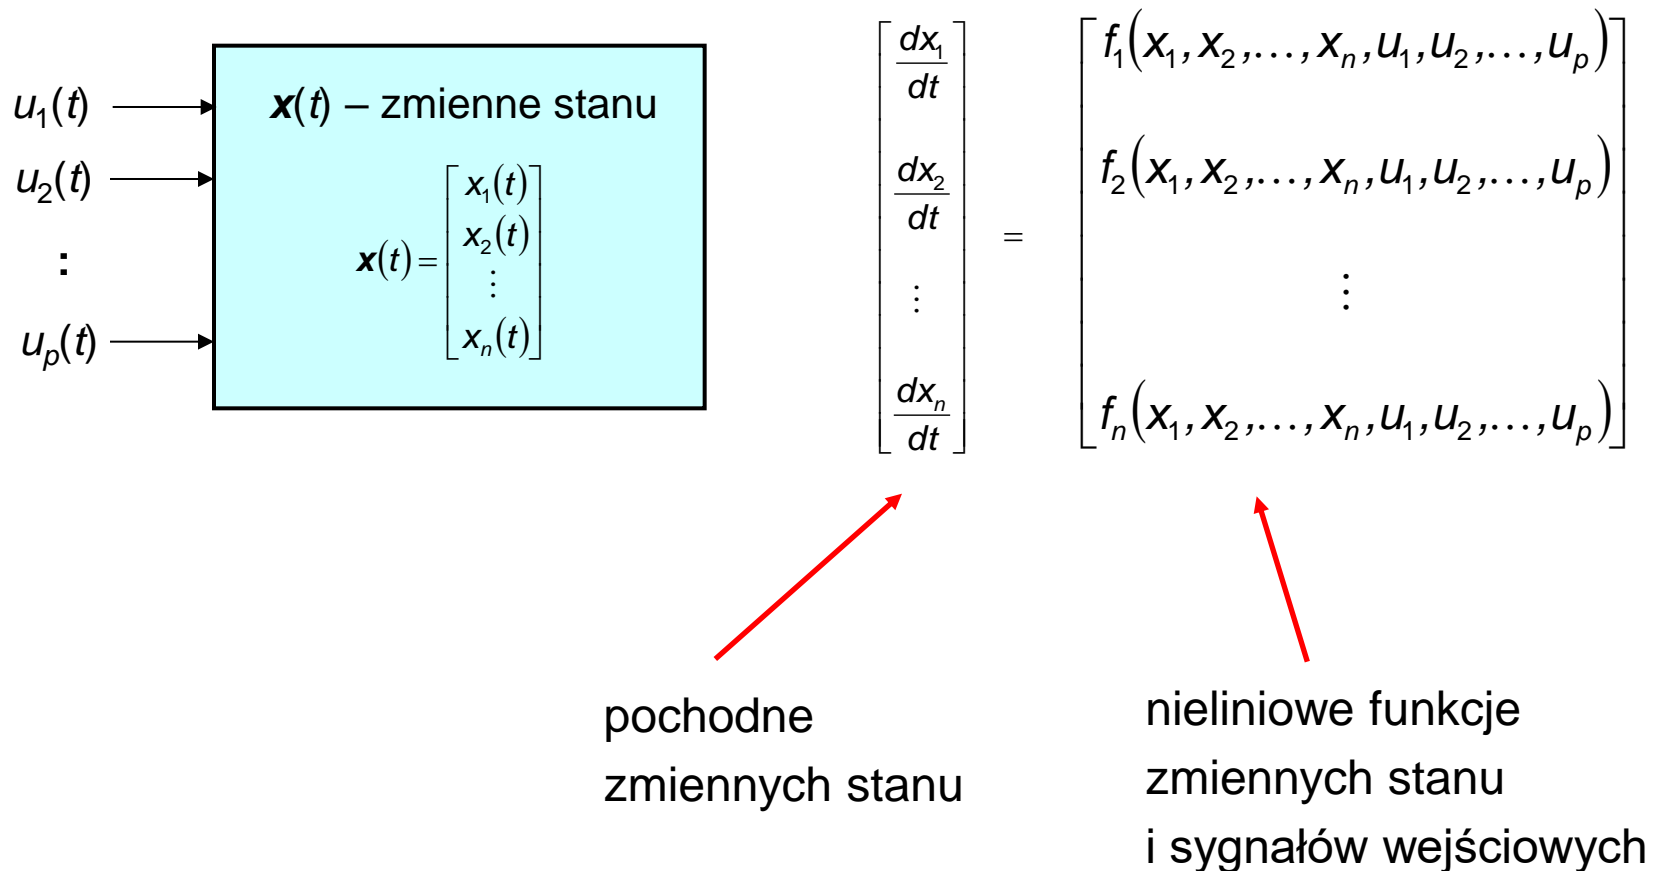 u₁(t)
u₂(t)
:
uₚ(t)
x(t) – zmienne stanu
x(t) = [x₁(t) x₂(t) ⋮ xₙ(t)]
[dx₁/dt dx₂/dt ⋮ dxₙ/dt]
=
[f₁(x₁, x₂,…, xₙ, u₁, u₂,…, uₚ)
f₂(x₁, x₂,…, xₙ, u₁, u₂,…, uₚ)
⋮
fₙ(x₁, x₂,…, xₙ, u₁, u₂,…, uₚ)]
pochodne
zmiennych stanu
nieliniowe funkcje
zmiennych stanu
i sygnałów wejściowych